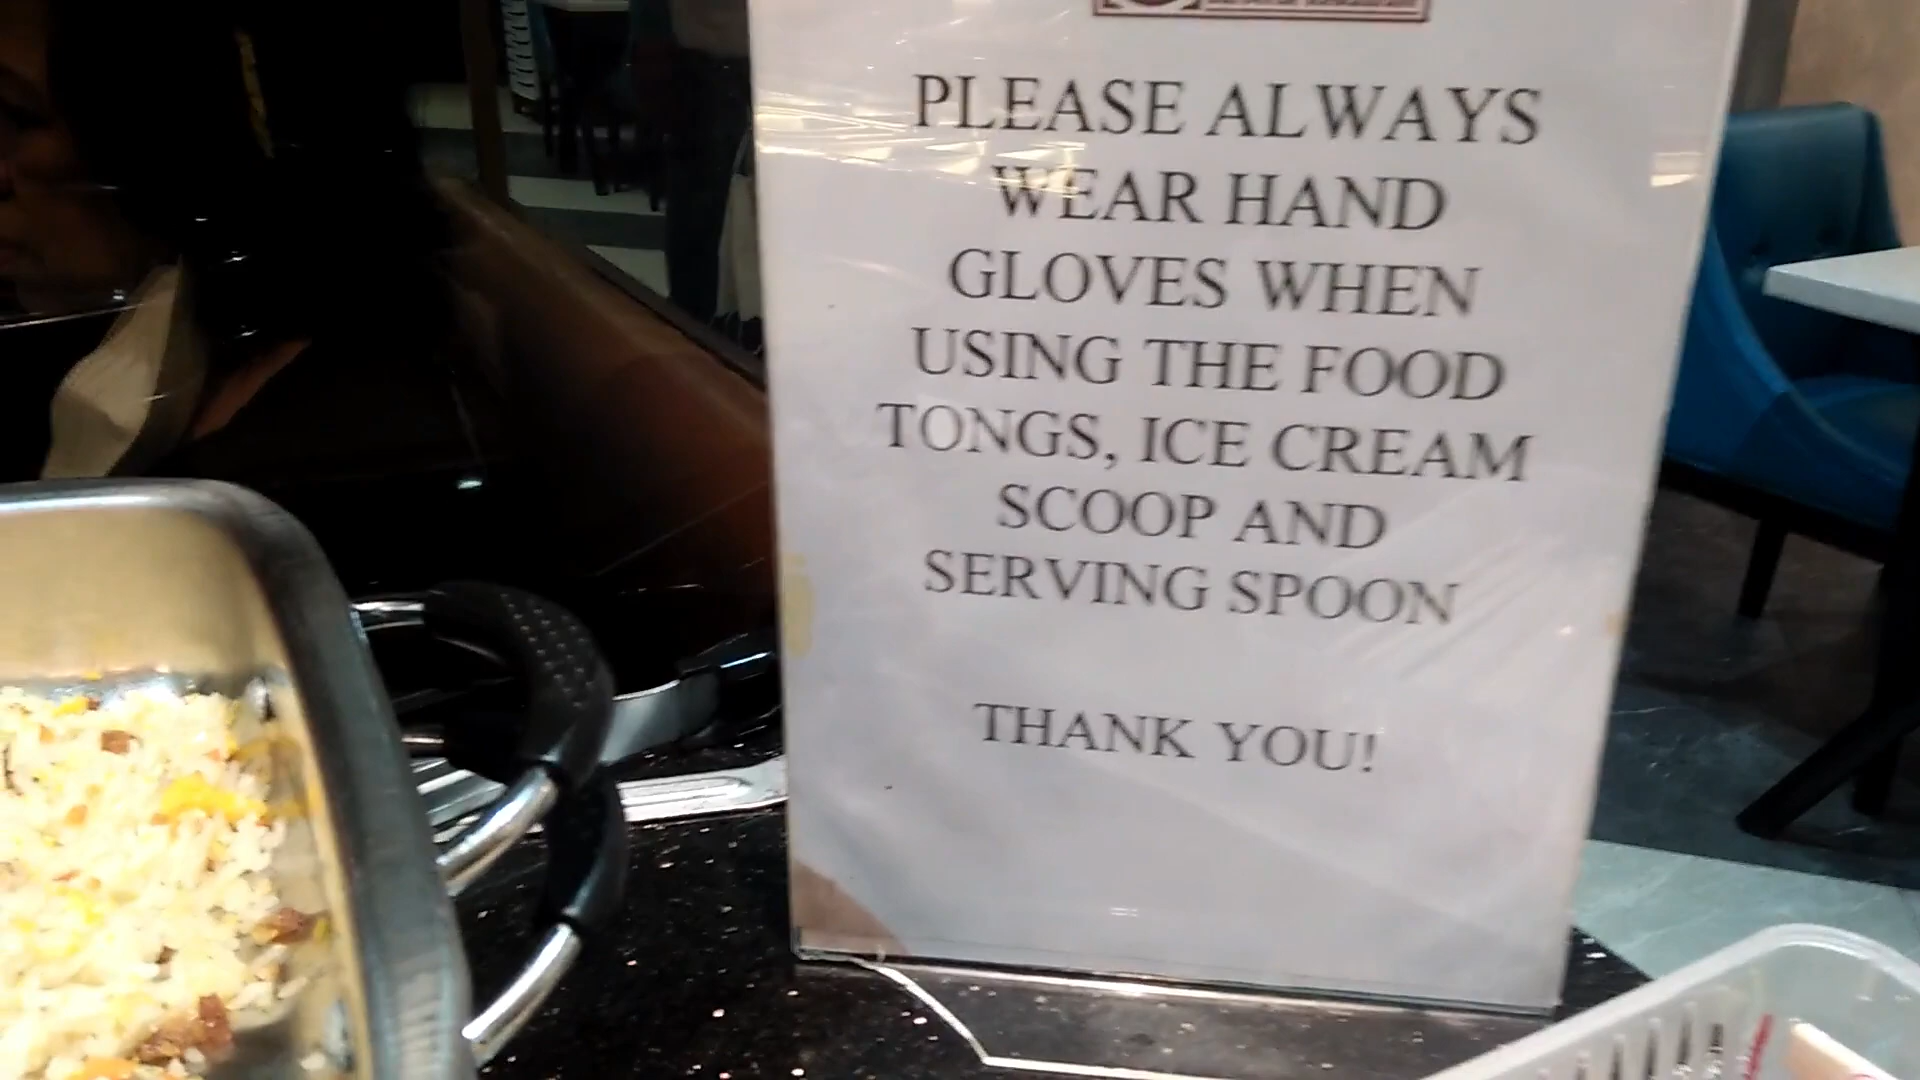 PLEASE ALWAYS
WEAR HAND
GLOVES WHEN
USING THE FOOD
TONGS, ICE CREAM
SCOOP AND
SERVING SPOON
THANK YOU!